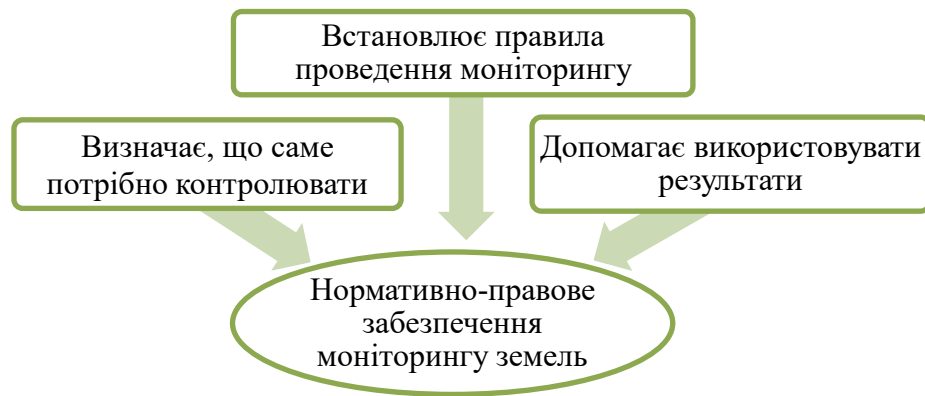 Встановлює правила
проведення моніторингу
Визначає, що саме
потрібно контролювати
Допомагає використовувати
результати
Нормативно-правове
забезпечення
моніторингу земель